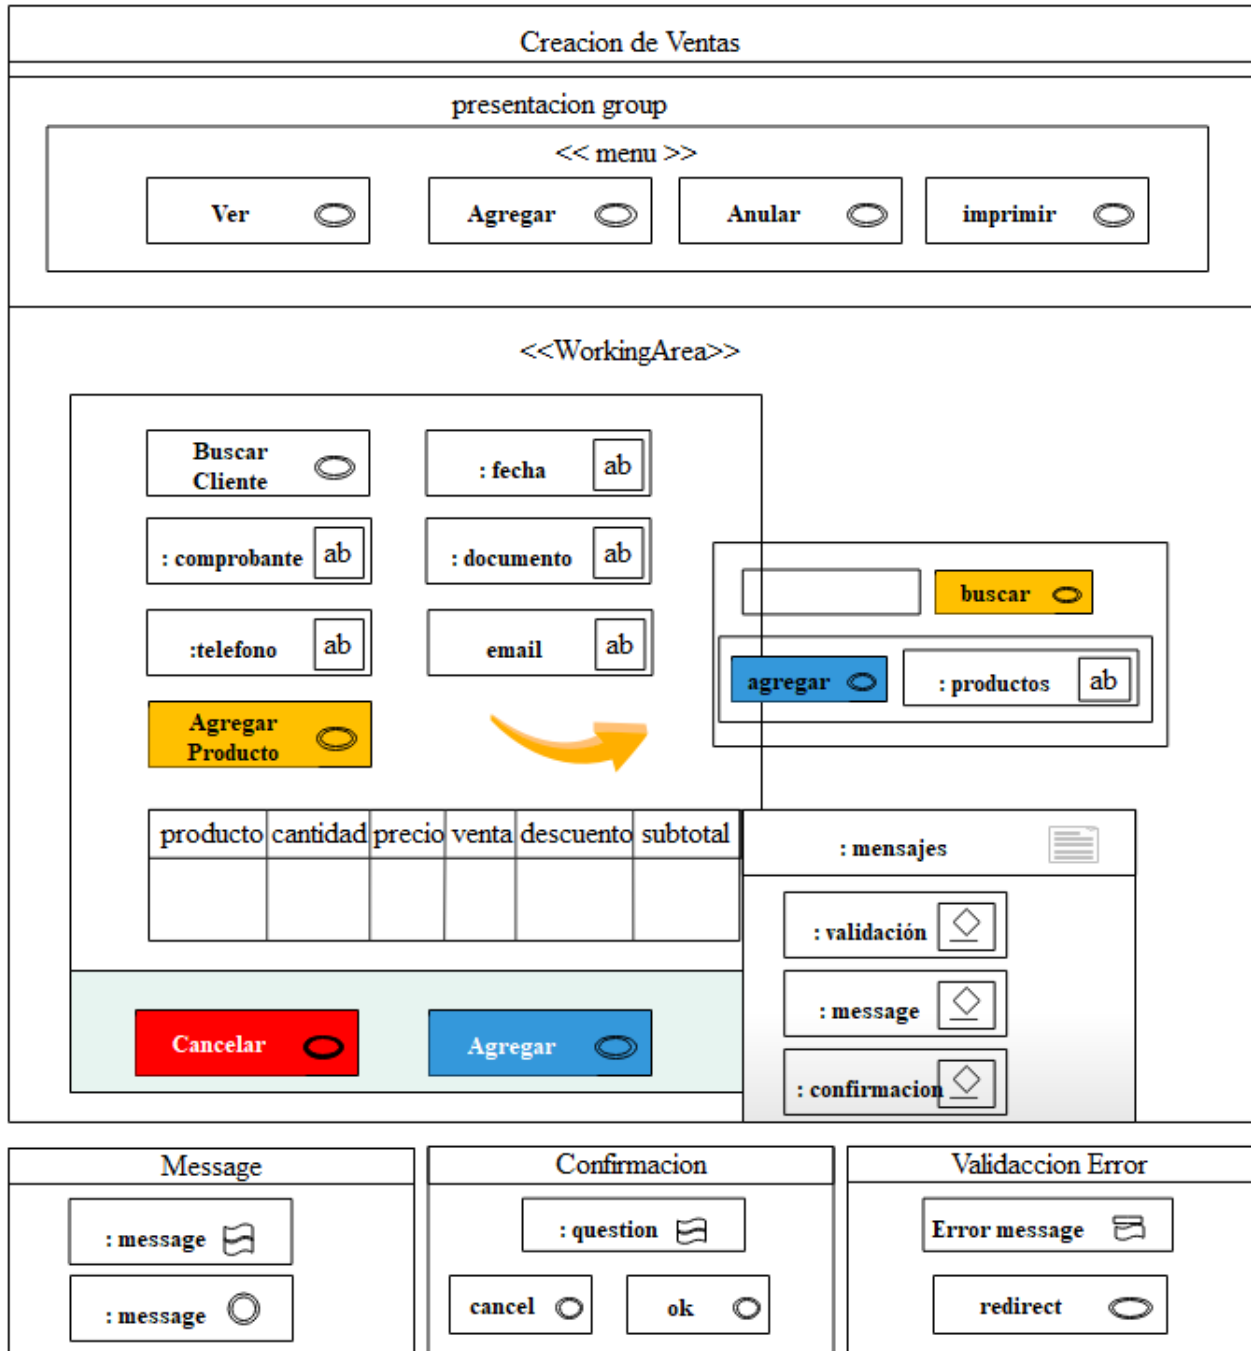 Creacion de Ventas
presentacion group
<< menu >>
Ver
Agregar
Anular
imprimir
<<WorkingArea>>
Buscar
Cliente
: fecha
ab
: comprobante
ab
: documento
ab
:telefono
ab
email
ab
Agregar
Producto
buscar
agregar
: productos
ab
producto
cantidad
precio
venta
descuento
subtotal
: mensajes
: validación
: message
: confirmacion
Cancelar
Agregar
Message
: message
: message
Confirmacion
: question
cancel
ok
Validaccion Error
Error message
redirect